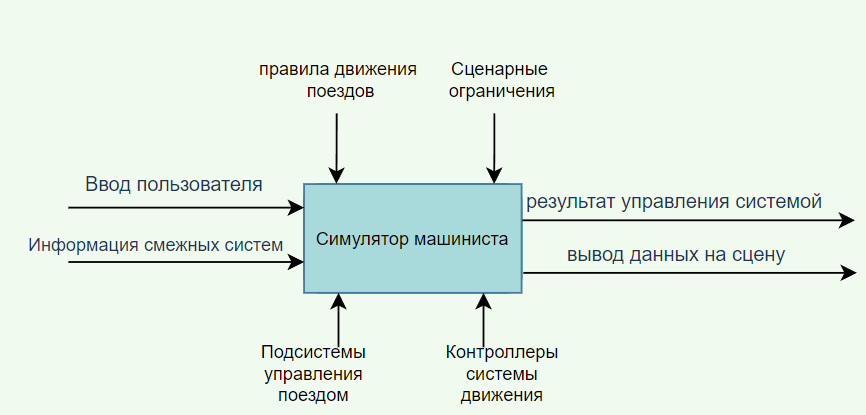 правила движения
поездов
Сценарные
ограничения
Ввод пользователя
результат управления системой
Информация смежных систем
Симулятор машиниста
вывод данных на сцену
Подсистемы
управления
поездом
Контроллеры
системы
движения